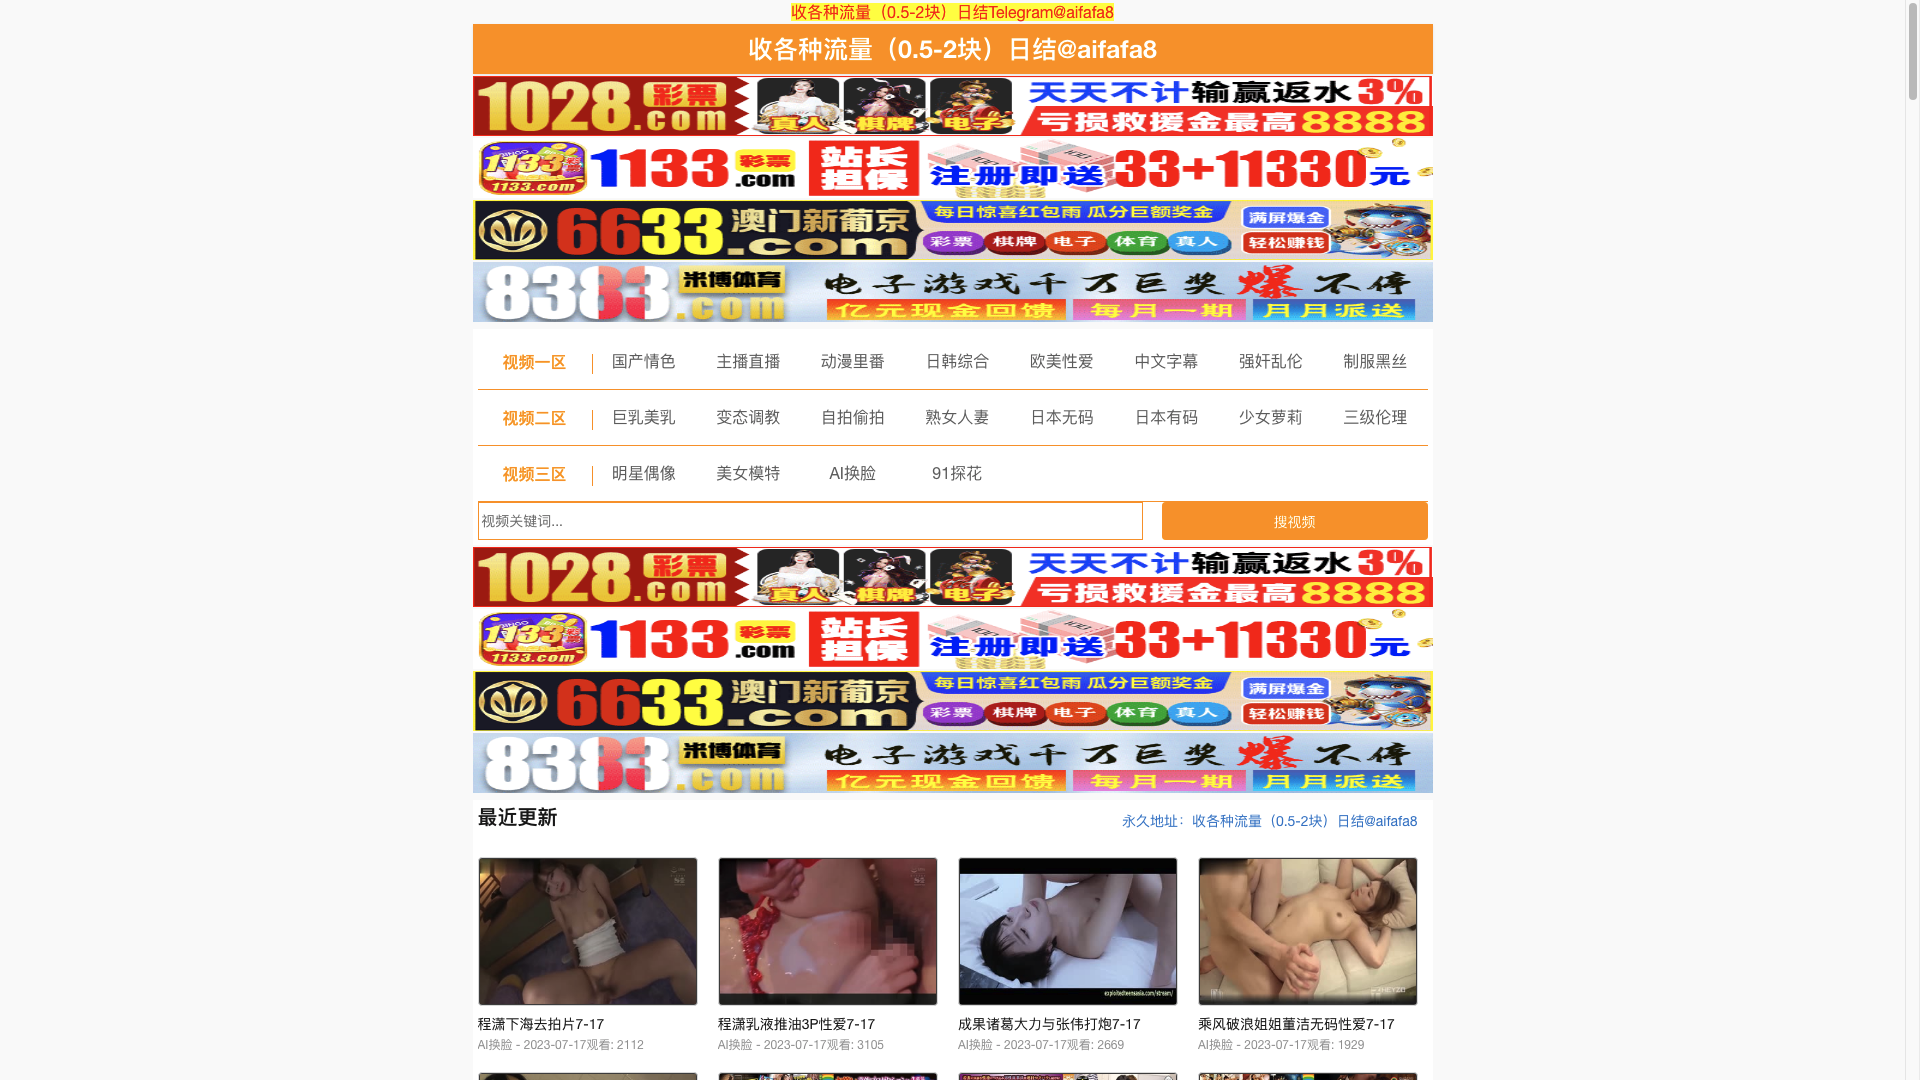 收各种流量（0.5-2块）日结Telegram@aifafa8
收各种流量（0.5-2块）日结@aifafa8
1028.com 彩票 真人 棋牌 电子 天天不计输赢返水3% 亏损救援金最高8888
1133.com 1133 彩票 .com 站长担保 注册即送 33+11330元
6633.com 澳门新葡京 每日惊喜红包雨 瓜分巨额奖金 彩票 棋牌 电子 体育 真人 满屏爆金 轻松赚钱
8383.com 米博体育 电子游戏千万巨奖爆不停 亿元现金回馈 每月一期 月月派送
视频一区 国产情色 主播直播 动漫里番 日韩综合 欧美性爱 中文字幕 强奸乱伦 制服黑丝
视频二区 巨乳美乳 变态调教 自拍偷拍 熟女人妻 日本无码 日本有码 少女萝莉 三级伦理
视频三区 明星偶像 美女模特 AI换脸 91探花
视频关键词... 搜视频
1028.com 彩票 真人 棋牌 电子 天天不计输赢返水3% 亏损救援金最高8888
1133.com 1133 彩票 .com 站长担保 注册即送 33+11330元
6633.com 澳门新葡京 每日惊喜红包雨 瓜分巨额奖金 彩票 棋牌 电子 体育 真人 满屏爆金 轻松赚钱
8383.com 米博体育 电子游戏千万巨奖爆不停 亿元现金回馈 每月一期 月月派送
最近更新 永久地址：收各种流量（0.5-2块）日结@aifafa8
程潇下海去拍片7-17
AI换脸 - 2023-07-17观看: 2112
程潇乳液推油3P性爱7-17
AI换脸 - 2023-07-17观看: 3105
成果诸葛大力与张伟打炮7-17
AI换脸 - 2023-07-17观看: 2669
乘风破浪姐姐董洁无码性爱7-17
AI换脸 - 2023-07-17观看: 1929